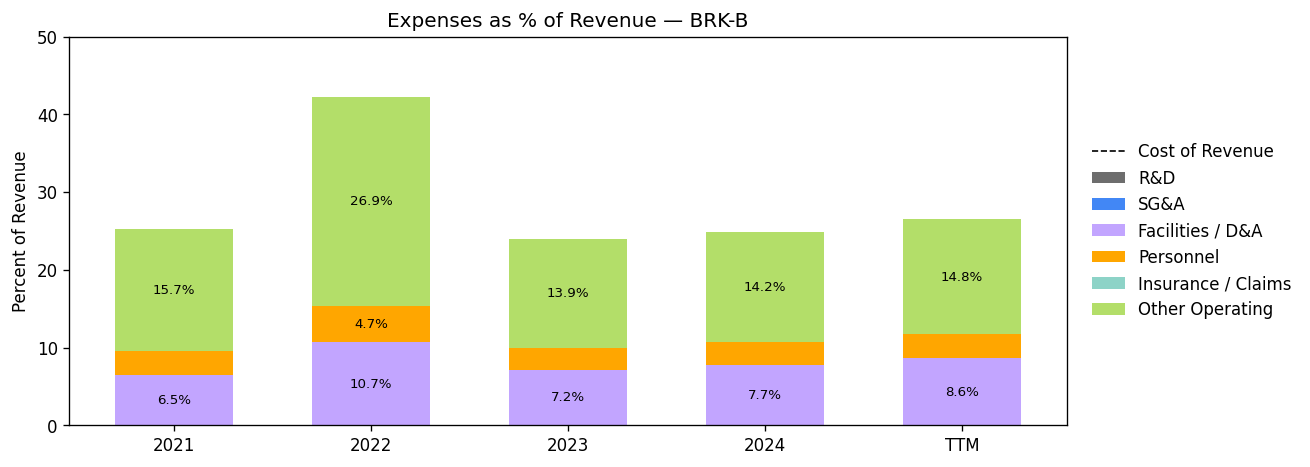 Expenses as % of Revenue — BRK-B
Percent of Revenue
50
40
30
20
10
0
15.7%
6.5%
26.9%
4.7%
10.7%
13.9%
7.2%
14.2%
7.7%
14.8%
8.6%
2021
2022
2023
2024
TTM
Cost of Revenue
R&D
SG&A
Facilities / D&A
Personnel
Insurance / Claims
Other Operating